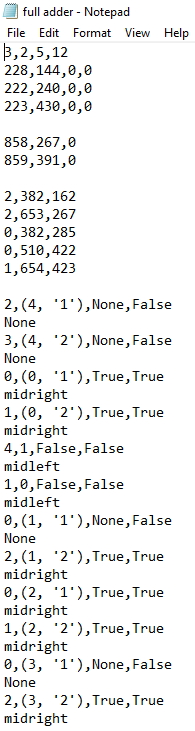 full adder - Notepad
File Edit Format View Help
3,2,5,12
228,144,0,0
222,240,0,0
223,430,0,0

858,267,0
859,391,0

2,382,162
2,653,267
0,382,285
0,510,422
1,654,423

2,(4, '1'),None,False
None
3,(4, '2'),None,False
None
0,(0, '1'),True,True
midright
1,(0, '2'),True,True
midright
4,1,False,False
midleft
1,0,False,False
midleft
0,(1, '1'),None,False
None
2,(1, '2'),True,True
midright
0,(2, '1'),True,True
midright
1,(2, '2'),True,True
midright
0,(3, '1'),None,False
None
2,(3, '2'),True,True
midright